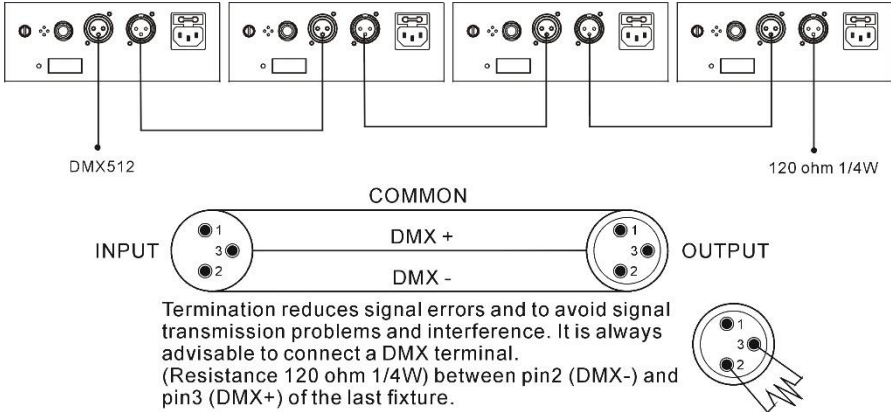 DMX512
120 ohm 1/4W
COMMON
INPUT
1
3
2
DMX +
DMX -
1
3
2
OUTPUT
Termination reduces signal errors and to avoid signal
transmission problems and interference. It is always
advisable to connect a DMX terminal.
(Resistance 120 ohm 1/4W) between pin2 (DMX-) and
pin3 (DMX+) of the last fixture.
1
3
2